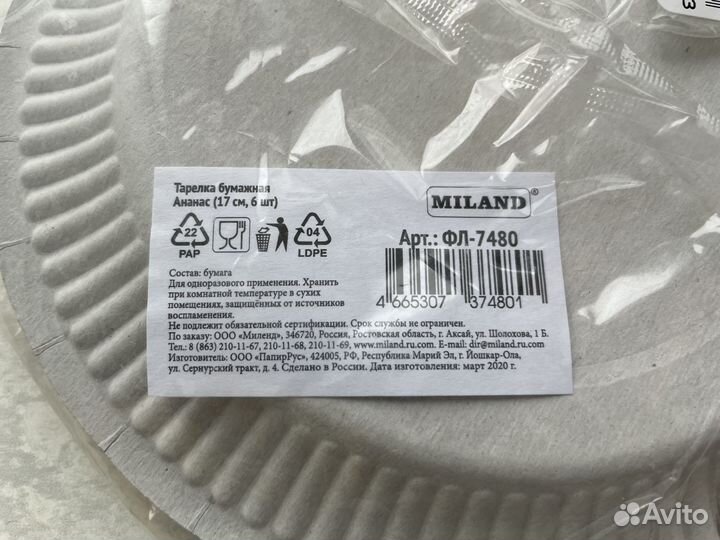 Тарелка бумажная
Ананас (17 см, 6 шт)
MILAND®
Арт.: ФЛ-7480
22
PAP
04
LDPE
4 665307 374801
Состав: бумага
Для одноразового применения. Хранить
при комнатной температуре в сухих
помещениях, защищённых от источников
воспламенения.
Не подлежит обязательной сертификации. Срок службы не ограничен.
По заказу: ООО «Миленд», 346720, Россия, Ростовская область, г. Аксай, ул. Шолохова, 1 Б.
Тел.: 8 (863) 210-11-67, 210-11-68, 210-11-69. www.miland.ru.com E-mail: dir@miland.ru.com
Изготовитель: ООО «ПапирРус», 424005, РФ, Республика Марий Эл, г. Йошкар-Ола,
ул. Сернурский тракт, д. 4. Сделано в России. Дата изготовления: март 2020 г.
Avito